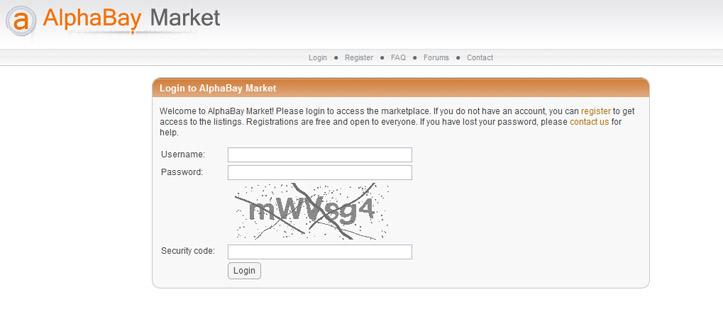 a AlphaBay Market
Login Register FAQ Forums Contact
Login to AlphaBay Market
Welcome to AlphaBay Market! Please login to access the marketplace. If you do not have an account, you can register to get
access to the listings. Registrations are free and open to everyone. If you have lost your password, please contact us for
help.
Username:
Password:
Security code:
Login